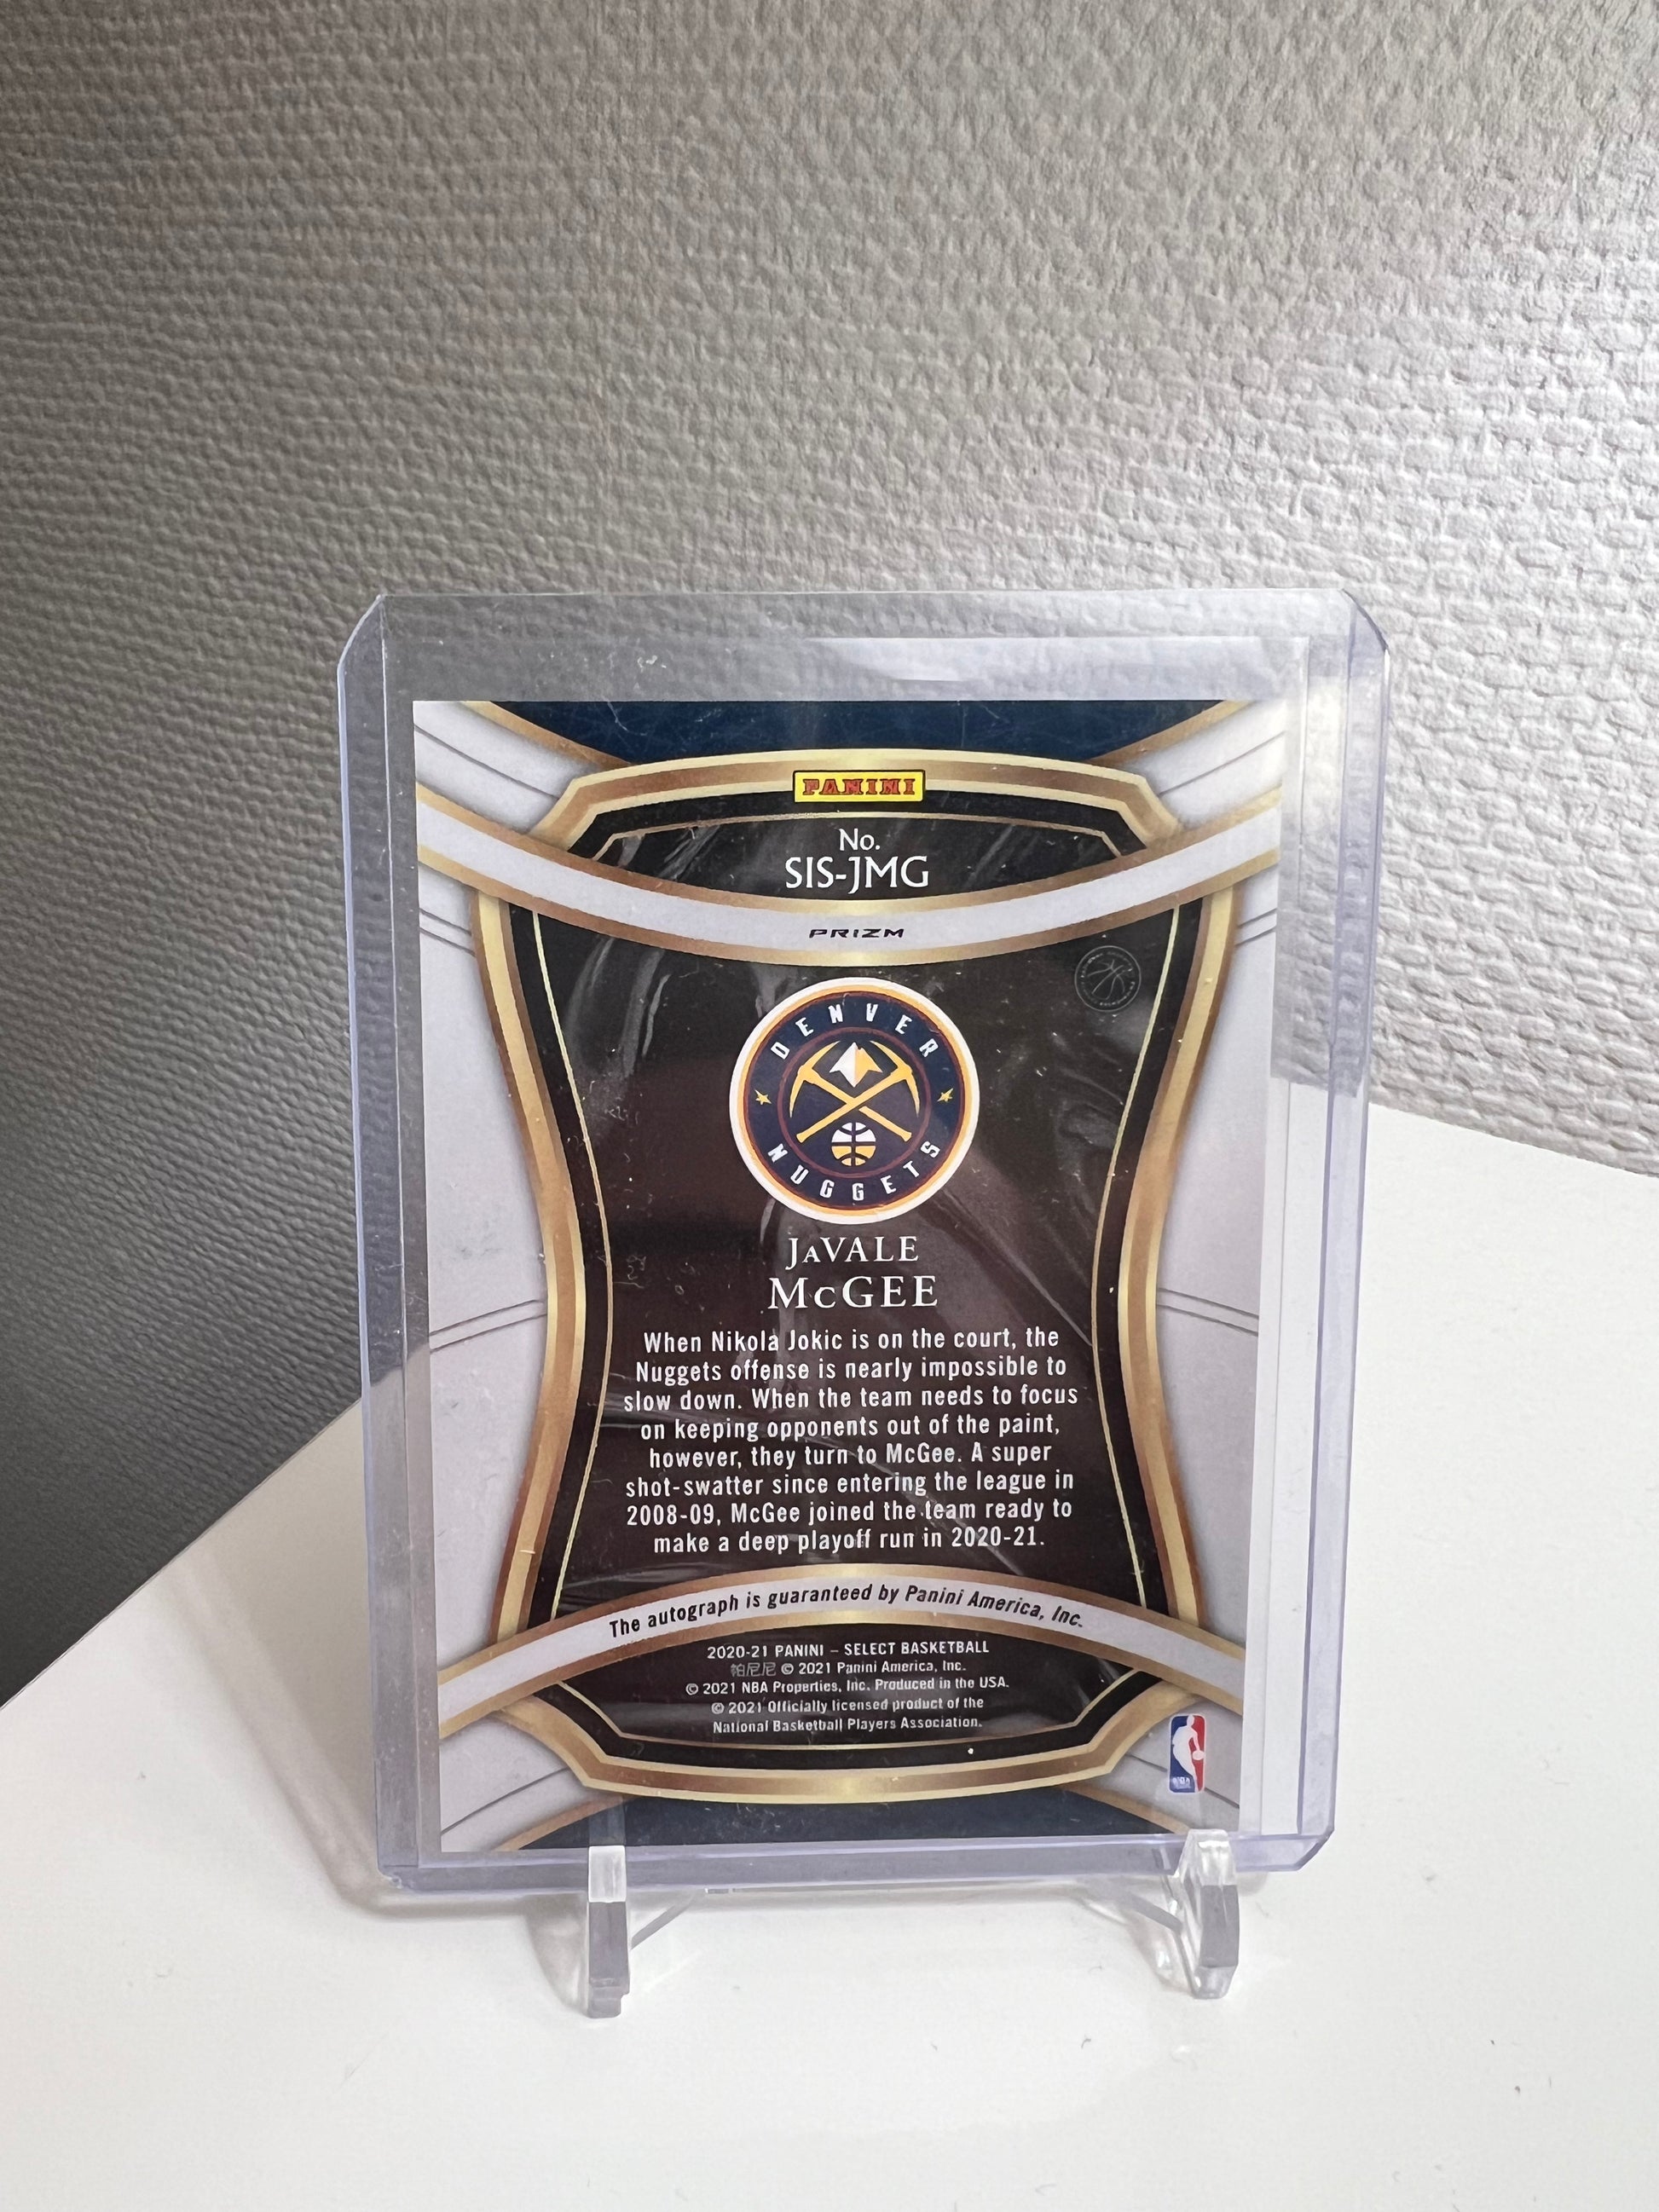 PANINI
No.
SIS-JMG
PRIZM
DENVER
NUGGETS
JaVALE
McGEE
When Nikola Jokic is on the court, the
Nuggets offense is nearly impossible to
slow down. When the team needs to focus
on keeping opponents out of the paint,
however, they turn to McGee. A super
shot-swatter since entering the league in
2008-09, McGee joined the team ready to
make a deep playoff run in 2020-21.
The autograph is guaranteed by Panini America, Inc.
2020-21 PANINI – SELECT BASKETBALL
帕尼尼 © 2021 Panini America, Inc.
© 2021 NBA Properties, Inc. Produced in the USA.
© 2021 Officially licensed product of the
National Basketball Players Association.
NBA